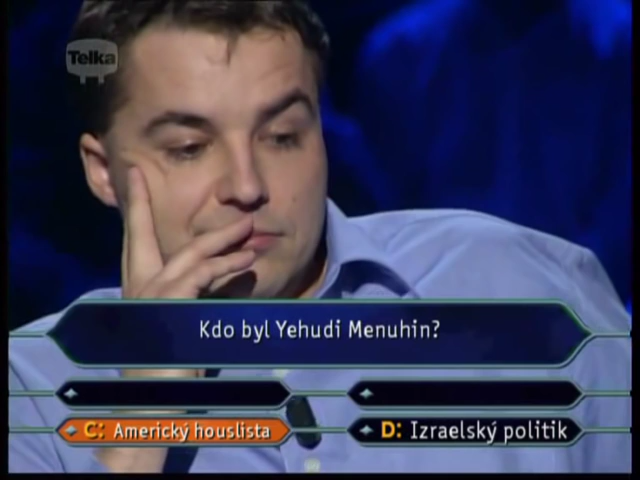 Telka
Kdo byl Yehudi Menuhin?
C: Americký houslista
D: Izraelský politik